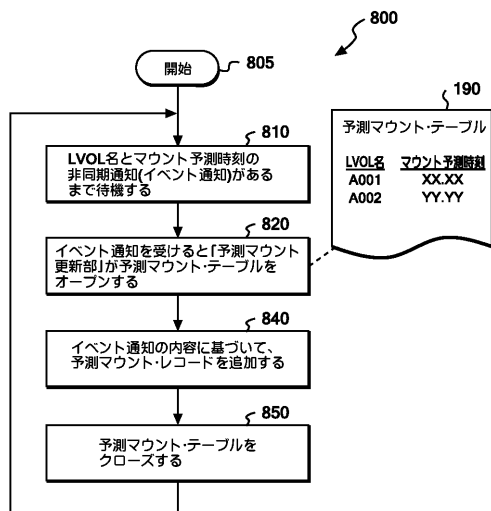 800
開始
805
190
予測マウント・テーブル
LVOL名 マウント予測時刻
A001 XX.XX
A002 YY.YY
810
LVOL名とマウント予測時刻の
非同期通知(イベント通知)がある
まで待機する
820
イベント通知を受けると「予測マウント
更新部」が予測マウント・テーブルを
オープンする
840
イベント通知の内容に基づいて、
予測マウント・レコードを追加する
850
予測マウント・テーブルを
クローズする